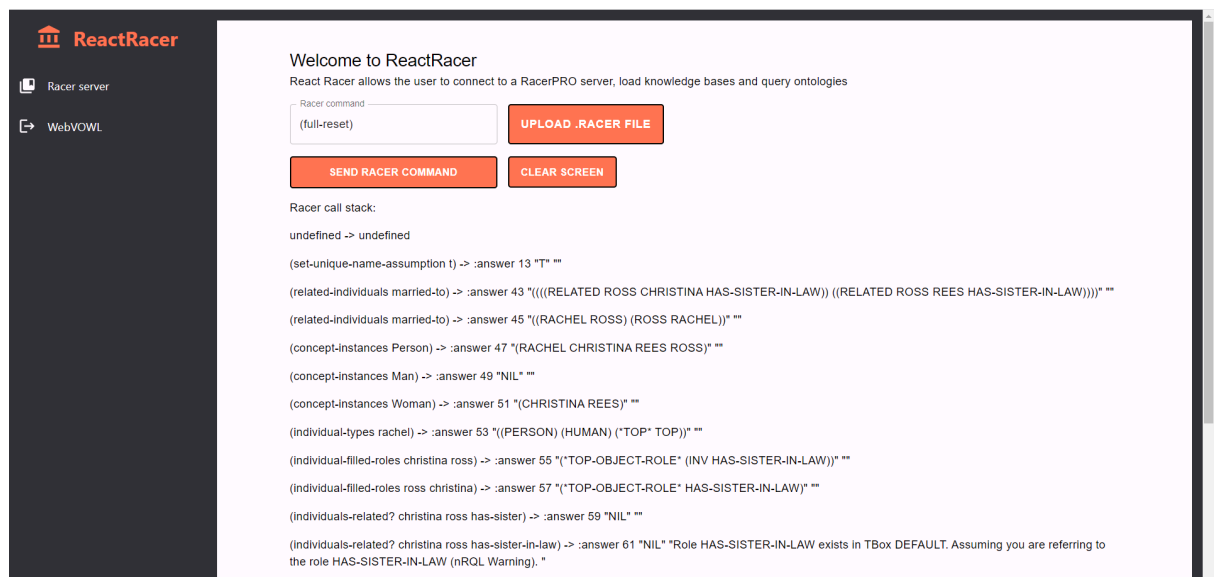 ReactRacer
Racer server
WebVOWL
Welcome to ReactRacer
React Racer allows the user to connect to a RacerPRO server, load knowledge bases and query ontologies
Racer command
(full-reset)
UPLOAD .RACER FILE
SEND RACER COMMAND
CLEAR SCREEN
Racer call stack:
undefined -> undefined
(set-unique-name-assumption t) -> :answer 13 "T" ""
(related-individuals married-to) -> :answer 43 "((((RELATED ROSS CHRISTINA HAS-SISTER-IN-LAW)) ((RELATED ROSS REES HAS-SISTER-IN-LAW))))" ""
(related-individuals married-to) -> :answer 45 "((RACHEL ROSS) (ROSS RACHEL))" ""
(concept-instances Person) -> :answer 47 "(RACHEL CHRISTINA REES ROSS)" ""
(concept-instances Man) -> :answer 49 "NIL" ""
(concept-instances Woman) -> :answer 51 "(CHRISTINA REES)" ""
(individual-types rachel) -> :answer 53 "((PERSON) (HUMAN) (*TOP* TOP))" ""
(individual-filled-roles christina ross) -> :answer 55 "(*TOP-OBJECT-ROLE* (INV HAS-SISTER-IN-LAW))" ""
(individual-filled-roles ross christina) -> :answer 57 "(*TOP-OBJECT-ROLE* HAS-SISTER-IN-LAW)" ""
(individuals-related? christina ross has-sister) -> :answer 59 "NIL" ""
(individuals-related? christina ross has-sister-in-law) -> :answer 61 "NIL" "Role HAS-SISTER-IN-LAW exists in TBox DEFAULT. Assuming you are referring to
the role HAS-SISTER-IN-LAW (nRQL Warning). "